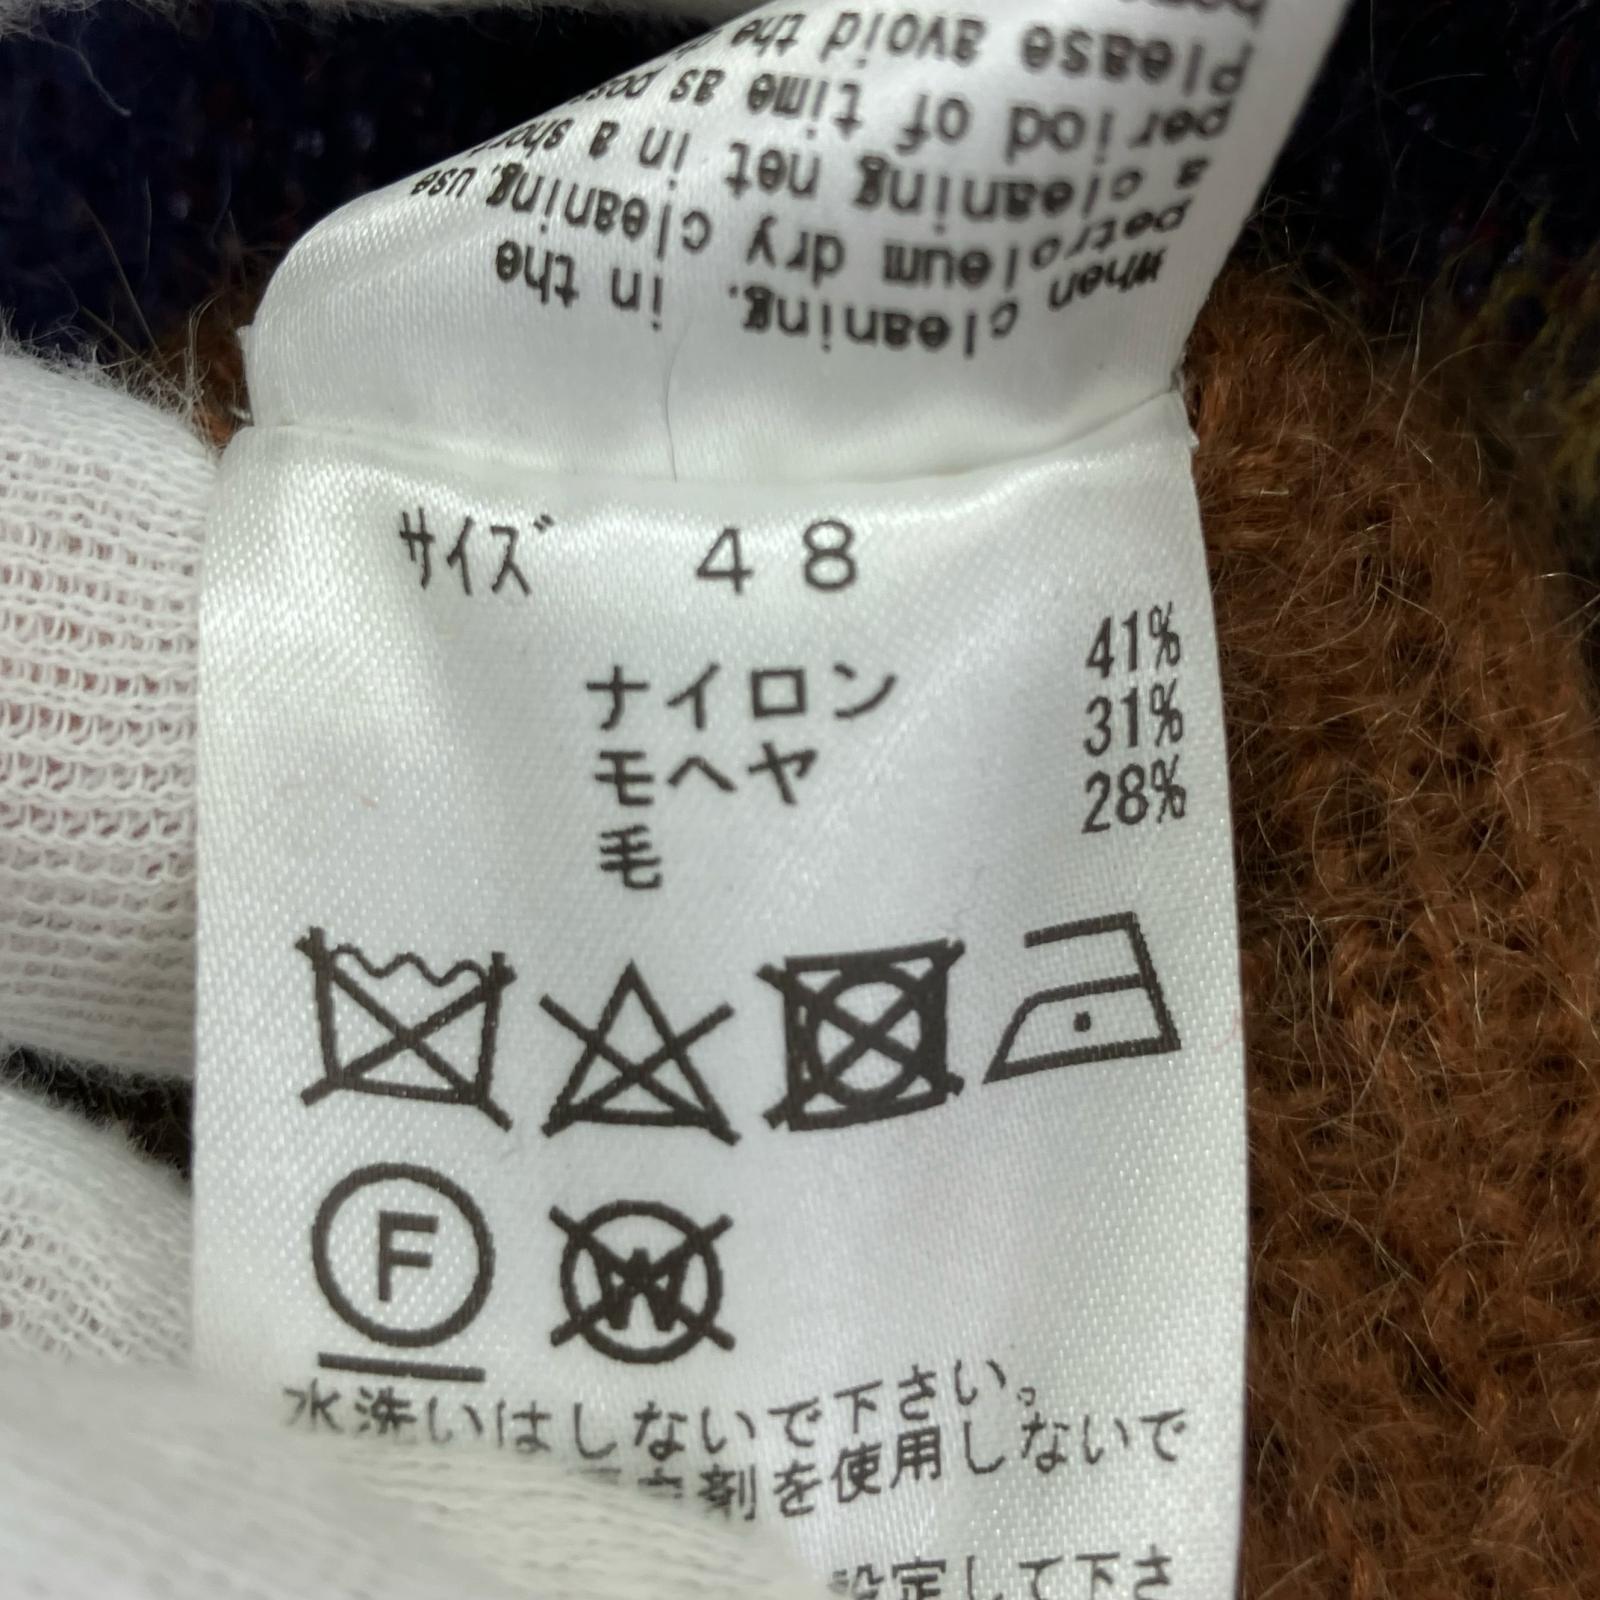 Please avoid the
period of time as
a cleaning net in a
petroleum dry cleaning, use
When
cleaning. in the
サイズ 48
ナイロン 41%
モヘヤ 31%
毛 28%
F
W
水洗いはしないで下さい。
剤を使用しないで
設定して下さ